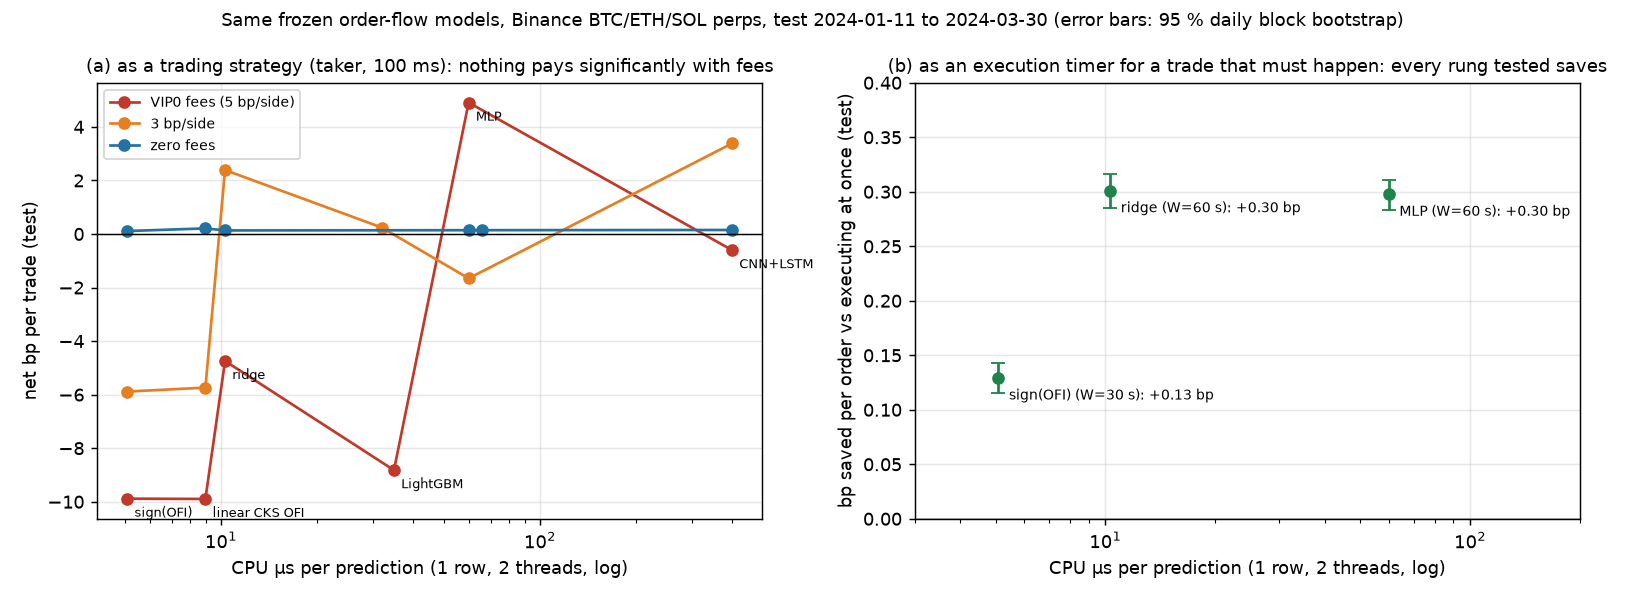 Same frozen order-flow models, Binance BTC/ETH/SOL perps, test 2024-01-11 to 2024-03-30 (error bars: 95 % daily block bootstrap)
(a) as a trading strategy (taker, 100 ms): nothing pays significantly with fees
VIP0 fees (5 bp/side)
3 bp/side
zero fees
net bp per trade (test)
4
2
0
−2
−4
−6
−8
−10
MLP
CNN+LSTM
ridge
LightGBM
sign(OFI)
linear CKS OFI
10¹
10²
CPU µs per prediction (1 row, 2 threads, log)
(b) as an execution timer for a trade that must happen: every rung tested saves
bp saved per order vs executing at once (test)
0.40
0.35
0.30
0.25
0.20
0.15
0.10
0.05
0.00
ridge (W=60 s): +0.30 bp
MLP (W=60 s): +0.30 bp
sign(OFI) (W=30 s): +0.13 bp
10¹
10²
CPU µs per prediction (1 row, 2 threads, log)